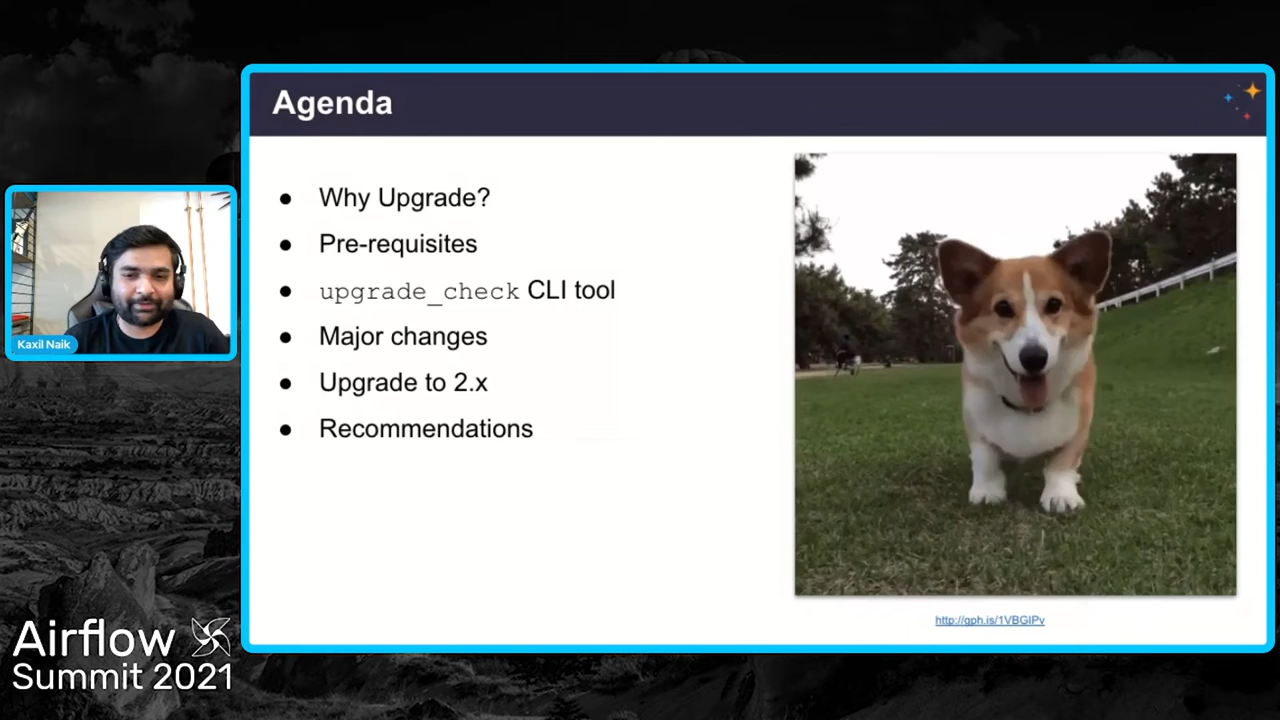 Agenda
Why Upgrade?
Pre-requisites
upgrade_check CLI tool
Major changes
Upgrade to 2.x
Recommendations
http://gph.is/1VBGIPv
Kaxil Naik
Airflow
Summit 2021